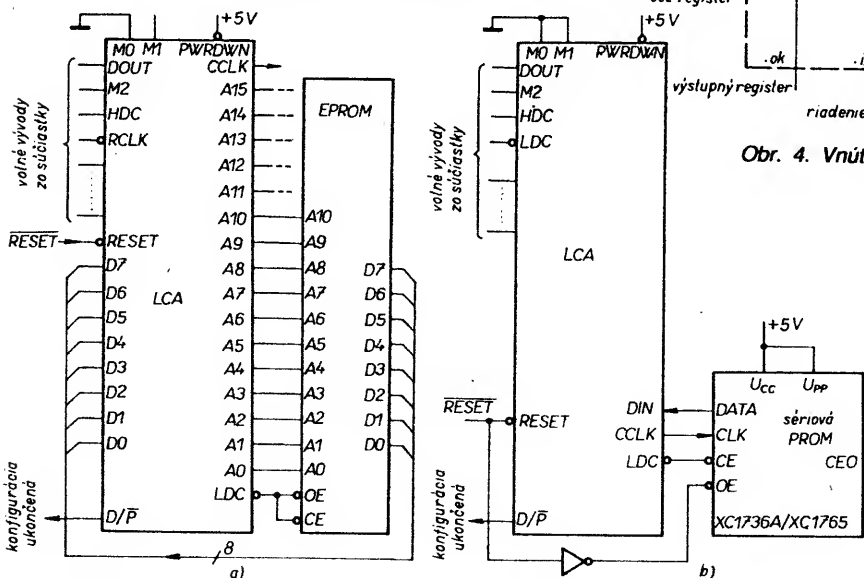 +5V
M0 M1 PWRDWN
DOUT CCLK
M2 A15
HDC A14
RCLK A13
A12
A11
A10
RESET RESET A9
D7 A8
D6 LCA A7
D5 A6
D4 A5
D3 A4
D2 A3
D1 A2
D0 A1
A0
LDC
D/P
voľné vývody
zo súčiastky
konfigurácia
ukončená
EPROM
A10
A9
A8 D7
A7 D6
A6 D5
A5 D4
A4 D3
A3 D2
A2 D1
A1 D0
A0
OE
CE
8
a)
+5V
M0 M1 PWRDWN
DOUT
M2
HDC
LDC
voľné vývody
zo súčiastky
LCA
RESET RESET
DIN
CCLK
LDC
D/P
konfigurácia
ukončená
+5V
UCC UPP
DATA
sériová
CLK PROM
CE CEO
OE
XC1736A/XC1765
b)
register
.ok .i
výstupný register
riadenie
Obr. 4. Vnút